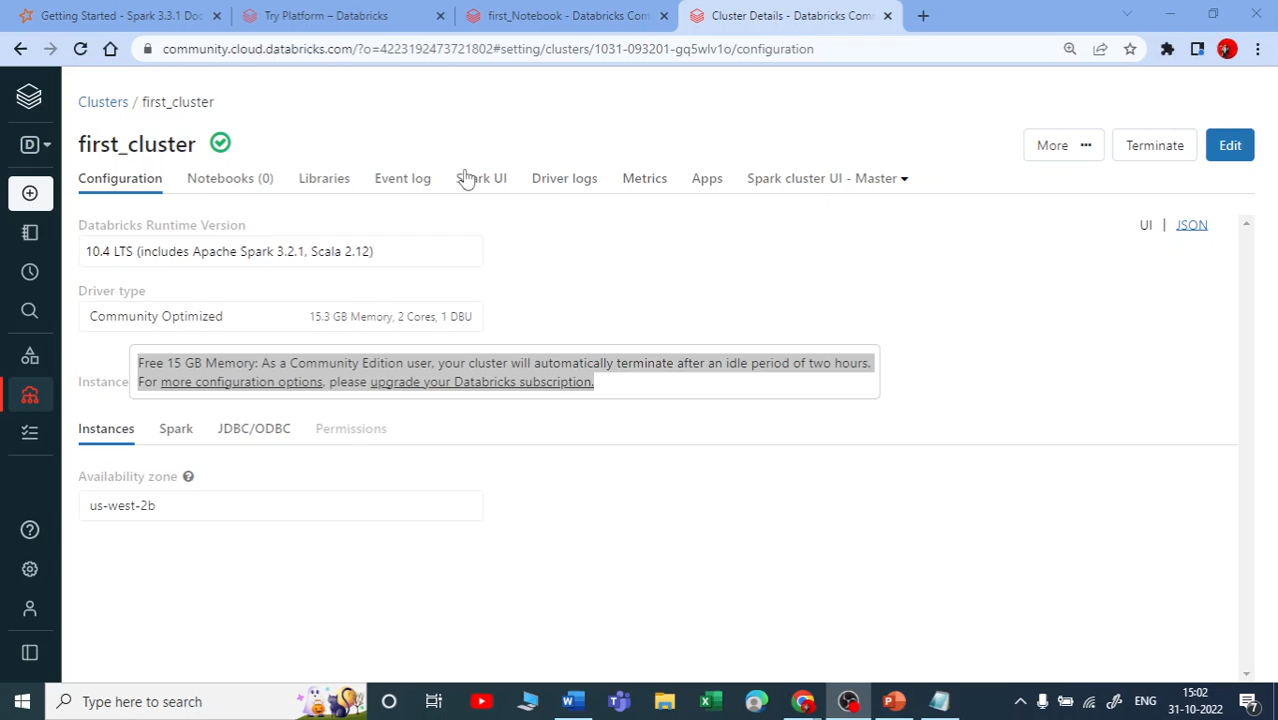 Getting Started - Spark 3.3.1 Doc
Try Platform – Databricks
first_Notebook - Databricks Com
Cluster Details - Databricks Comm
community.cloud.databricks.com/?o=4223192473721802#setting/clusters/1031-093201-gq5wlv1o/configuration
Clusters / first_cluster
D
first_cluster
More
Terminate
Edit
Configuration
Notebooks (0)
Libraries
Event log
Spark UI
Driver logs
Metrics
Apps
Spark cluster UI - Master
Databricks Runtime Version
UI | JSON
10.4 LTS (includes Apache Spark 3.2.1, Scala 2.12)
Driver type
Community Optimized
15.3 GB Memory, 2 Cores, 1 DBU
Free 15 GB Memory: As a Community Edition user, your cluster will automatically terminate after an idle period of two hours.
Instance
For more configuration options, please upgrade your Databricks subscription.
Instances
Spark
JDBC/ODBC
Permissions
Availability zone
us-west-2b
Type here to search
ENG
15:02
31-10-2022
7